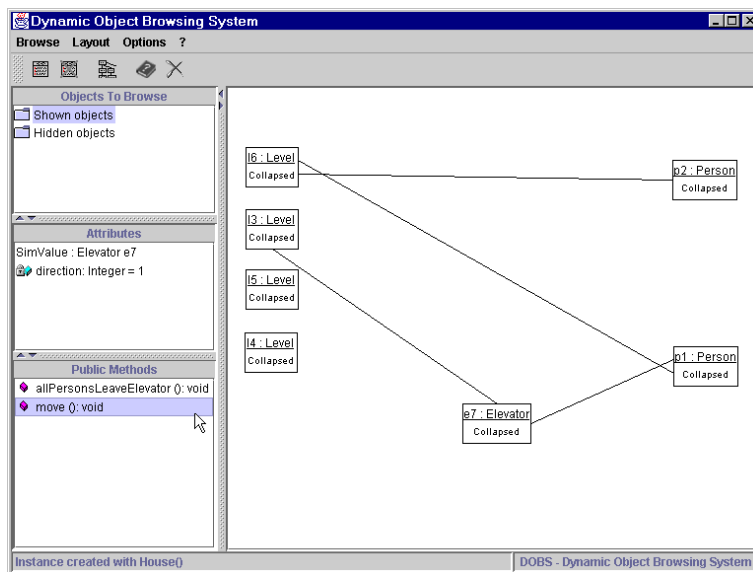 Dynamic Object Browsing System
Browse Layout Options ?
Objects To Browse
Shown objects
Hidden objects
Attributes
SimValue : Elevator e7
direction: Integer = 1
Public Methods
allPersonsLeaveElevator (): void
move (): void
l6 : Level
Collapsed
p2 : Person
Collapsed
l3 : Level
Collapsed
l5 : Level
Collapsed
l4 : Level
Collapsed
p1 : Person
Collapsed
e7 : Elevator
Collapsed
Instance created with House()
DOBS - Dynamic Object Browsing System